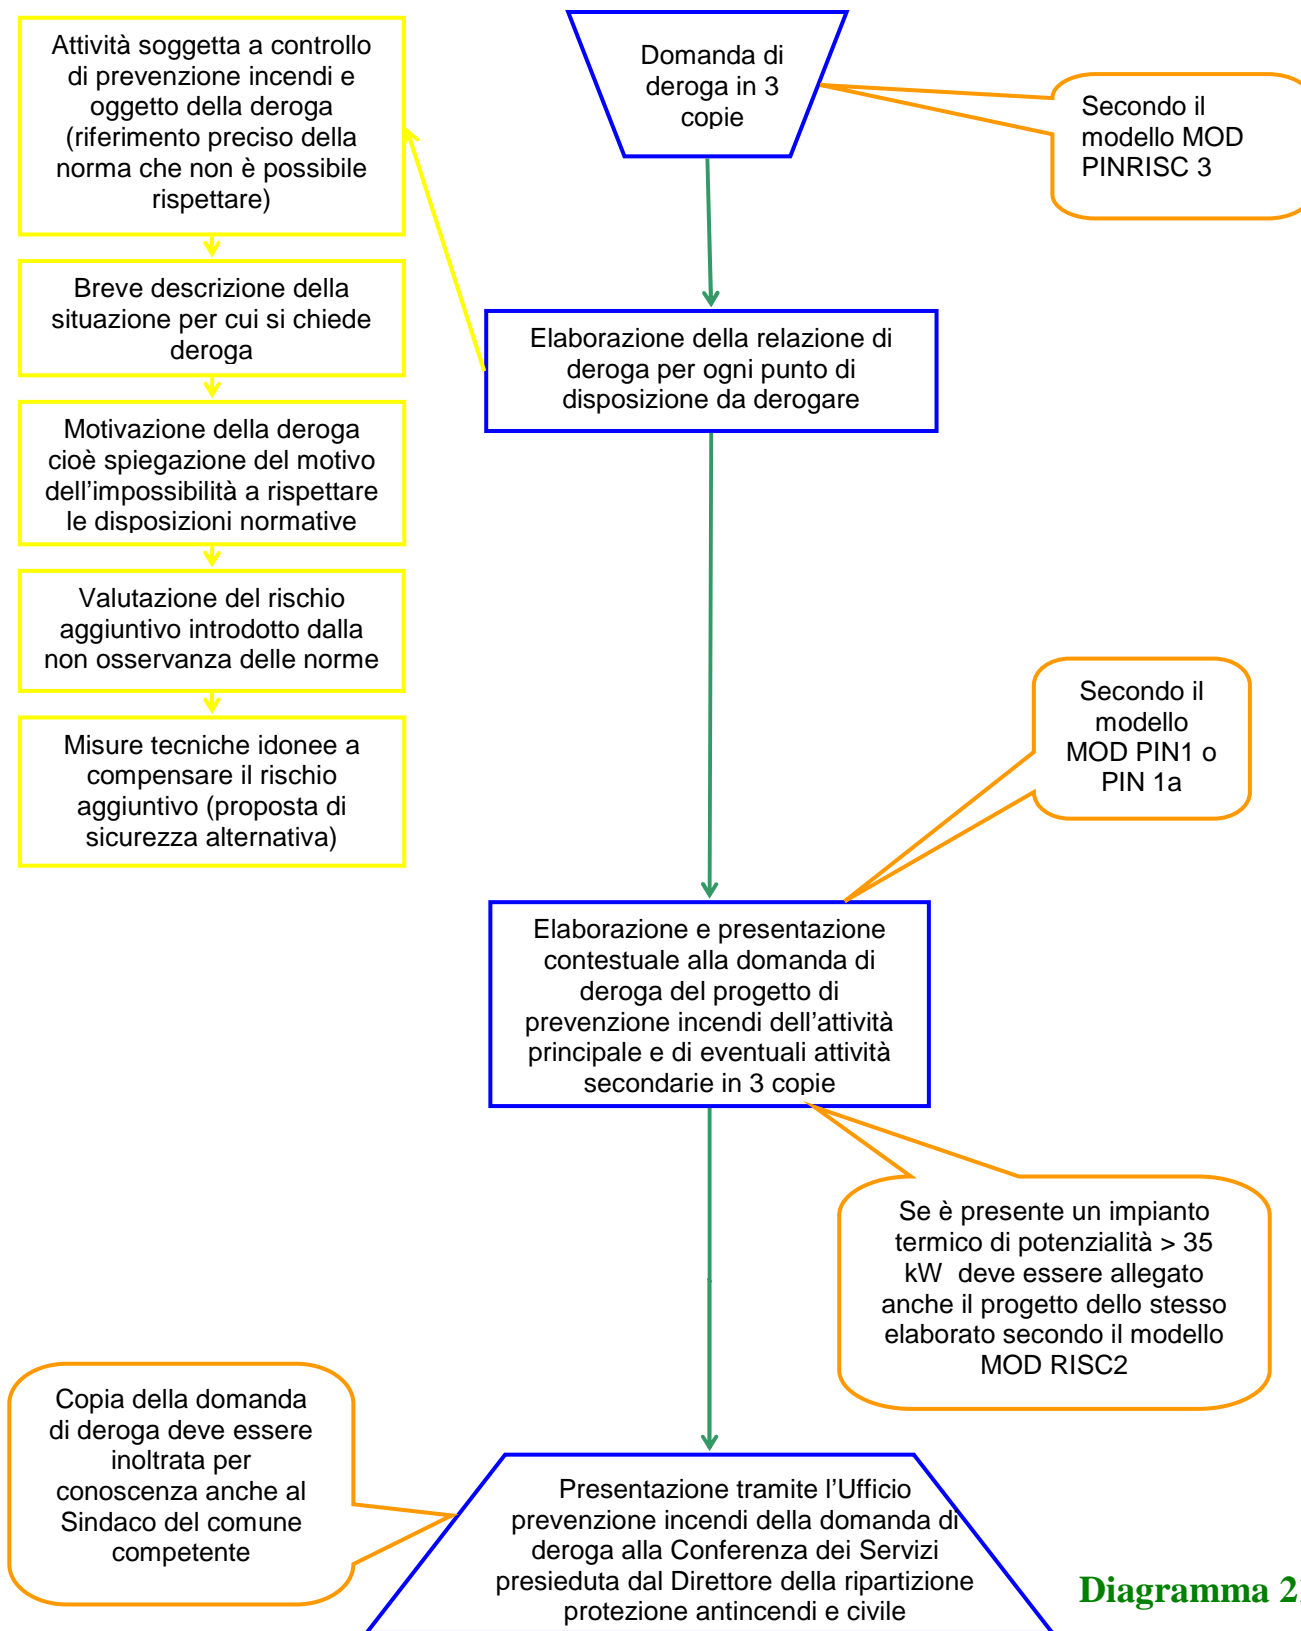 Domanda di
deroga in 3
copie
Secondo il
modello MOD
PINRISC 3
Elaborazione della relazione di
deroga per ogni punto di
disposizione da derogare
Attività soggetta a controllo
di prevenzione incendi e
oggetto della deroga
(riferimento preciso della
norma che non è possibile
rispettare)
Breve descrizione della
situazione per cui si chiede
deroga
Motivazione della deroga
cioè spiegazione del motivo
dell’impossibilità a rispettare
le disposizioni normative
Valutazione del rischio
aggiuntivo introdotto dalla
non osservanza delle norme
Misure tecniche idonee a
compensare il rischio
aggiuntivo (proposta di
sicurezza alternativa)
Secondo il
modello
MOD PIN1 o
PIN 1a
Elaborazione e presentazione
contestuale alla domanda di
deroga del progetto di
prevenzione incendi dell’attività
principale e di eventuali attività
secondarie in 3 copie
Se è presente un impianto
termico di potenzialità > 35
kW deve essere allegato
anche il progetto dello stesso
elaborato secondo il modello
MOD RISC2
Copia della domanda
di deroga deve essere
inoltrata per
conoscenza anche al
Sindaco del comune
competente
Presentazione tramite l’Ufficio
prevenzione incendi della domanda di
deroga alla Conferenza dei Servizi
presieduta dal Direttore della ripartizione
protezione antincendi e civile
Diagramma